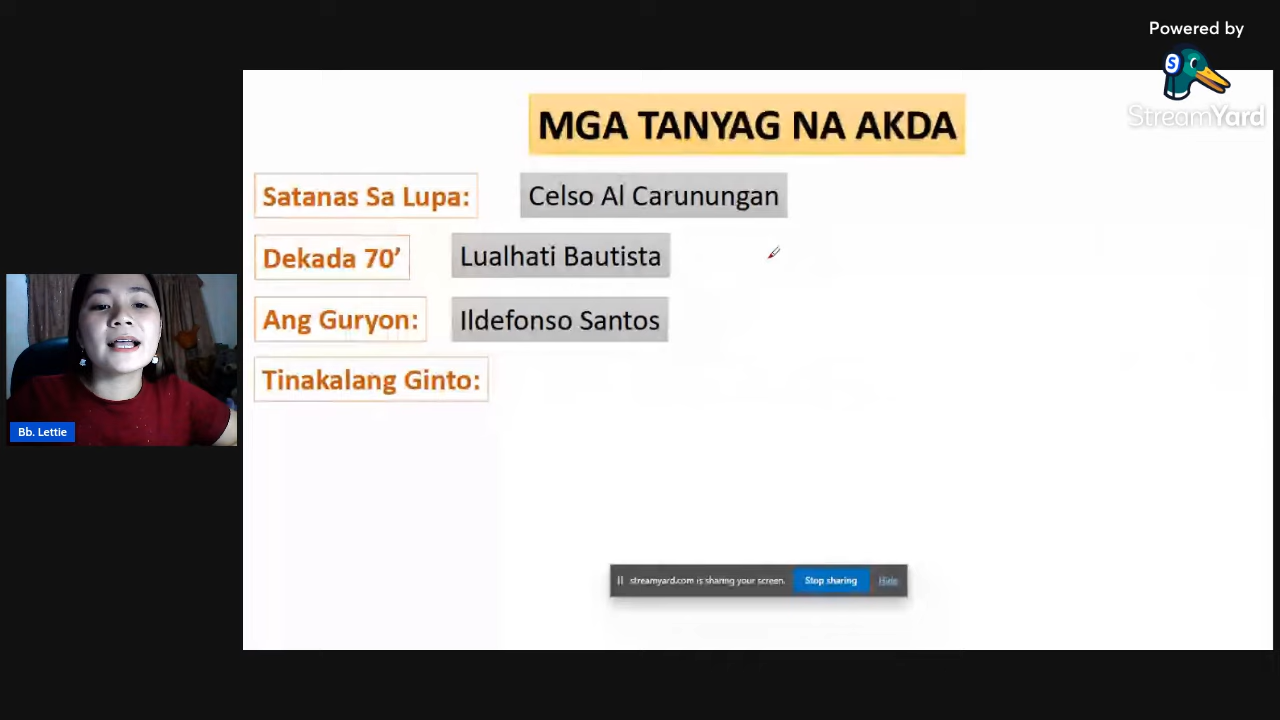 Powered by
StreamYard
MGA TANYAG NA AKDA
Satanas Sa Lupa: Celso Al Carunungan
Dekada 70’ Lualhati Bautista
Ang Guryon: Ildefonso Santos
Tinakalang Ginto:
Bb. Lettie
streamyard.com is sharing your screen. Stop sharing Hide